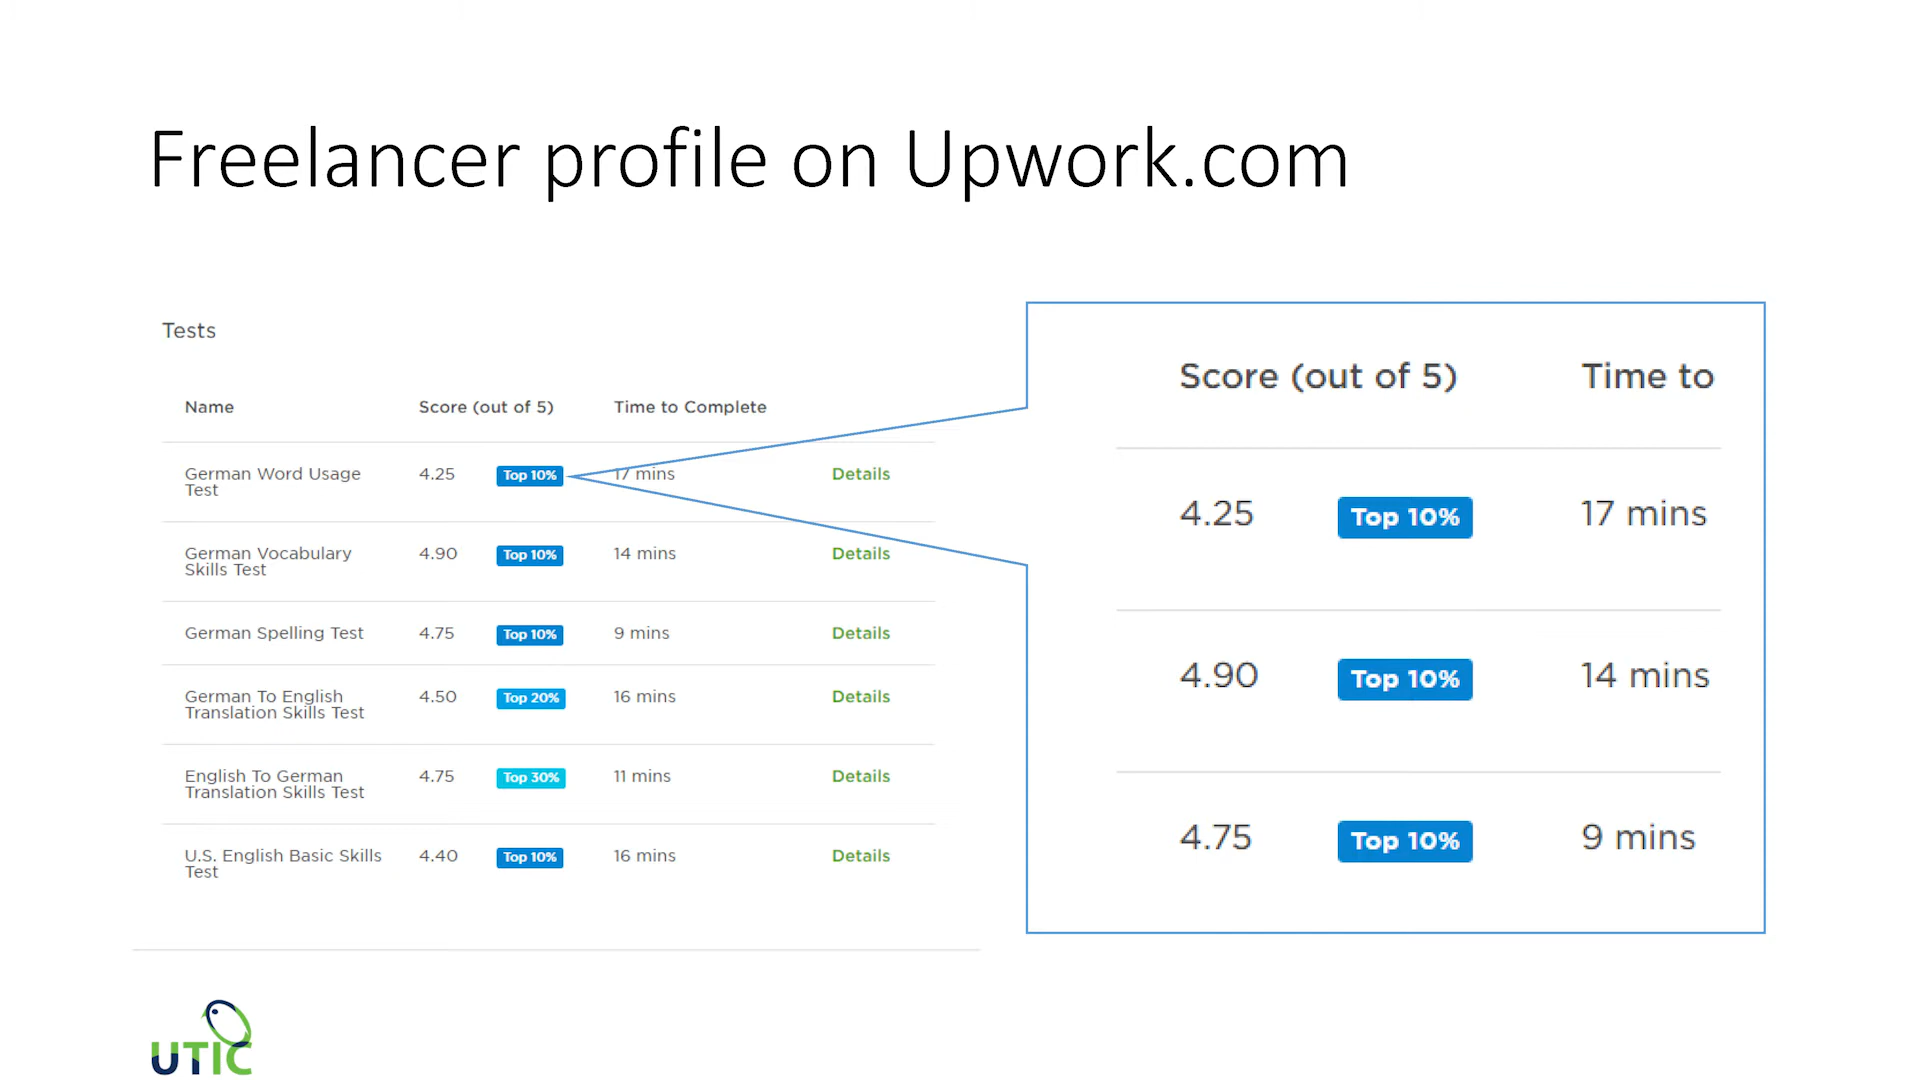 Freelancer profile on Upwork.com
Tests
Name Score (out of 5) Time to Complete
German Word Usage
Test
4.25 Top 10% 17 mins Details
German Vocabulary
Skills Test
4.90 Top 10% 14 mins Details
German Spelling Test 4.75 Top 10% 9 mins Details
German To English
Translation Skills Test
4.50 Top 20% 16 mins Details
English To German
Translation Skills Test
4.75 Top 30% 11 mins Details
U.S. English Basic Skills
Test
4.40 Top 10% 16 mins Details
Score (out of 5) Time to
4.25 Top 10% 17 mins
4.90 Top 10% 14 mins
4.75 Top 10% 9 mins
UTIC